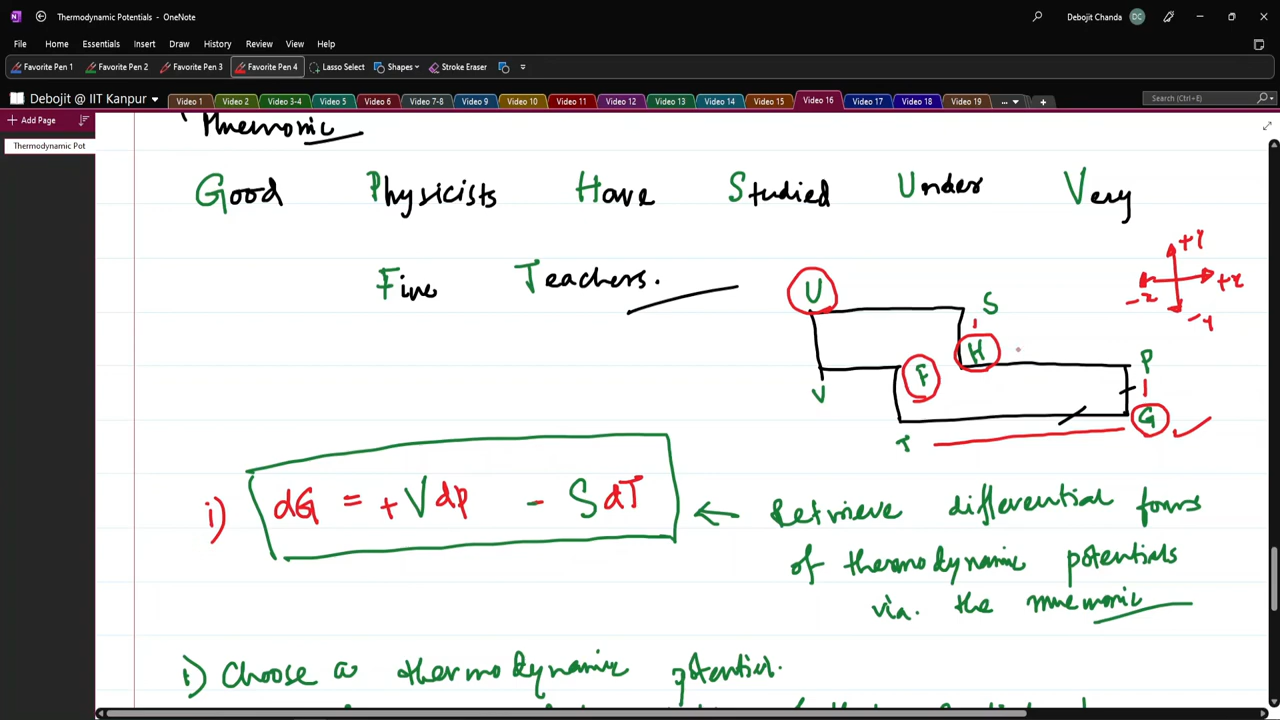 Thermodynamic Potentials - OneNote
Debojit Chanda DC
File Home Essentials Insert Draw History Review View Help
Favorite Pen 1 Favorite Pen 2 Favorite Pen 3 Favorite Pen 4 Lasso Select Shapes Stroke Eraser
Debojit @ IIT Kanpur Video 1 Video 2 Video 3-4 Video 5 Video 6 Video 7-8 Video 9 Video 10 Video 11 Video 12 Video 13 Video 14 Video 15 Video 16 Video 17 Video 18 Video 19 ... Search (Ctrl+E)
Add Page
Thermodynamic Pot
Mnemonic
Good Physicists Have Studied Under Very
Fine Teachers.
+Y
+X
-X
-Y
U S
H
P
F
V
G
T
i) dG = +Vdp - SdT ← Retrieve differential forms
of thermodynamic potentials
via. the mnemonic
i) Choose a thermodynamic potential.